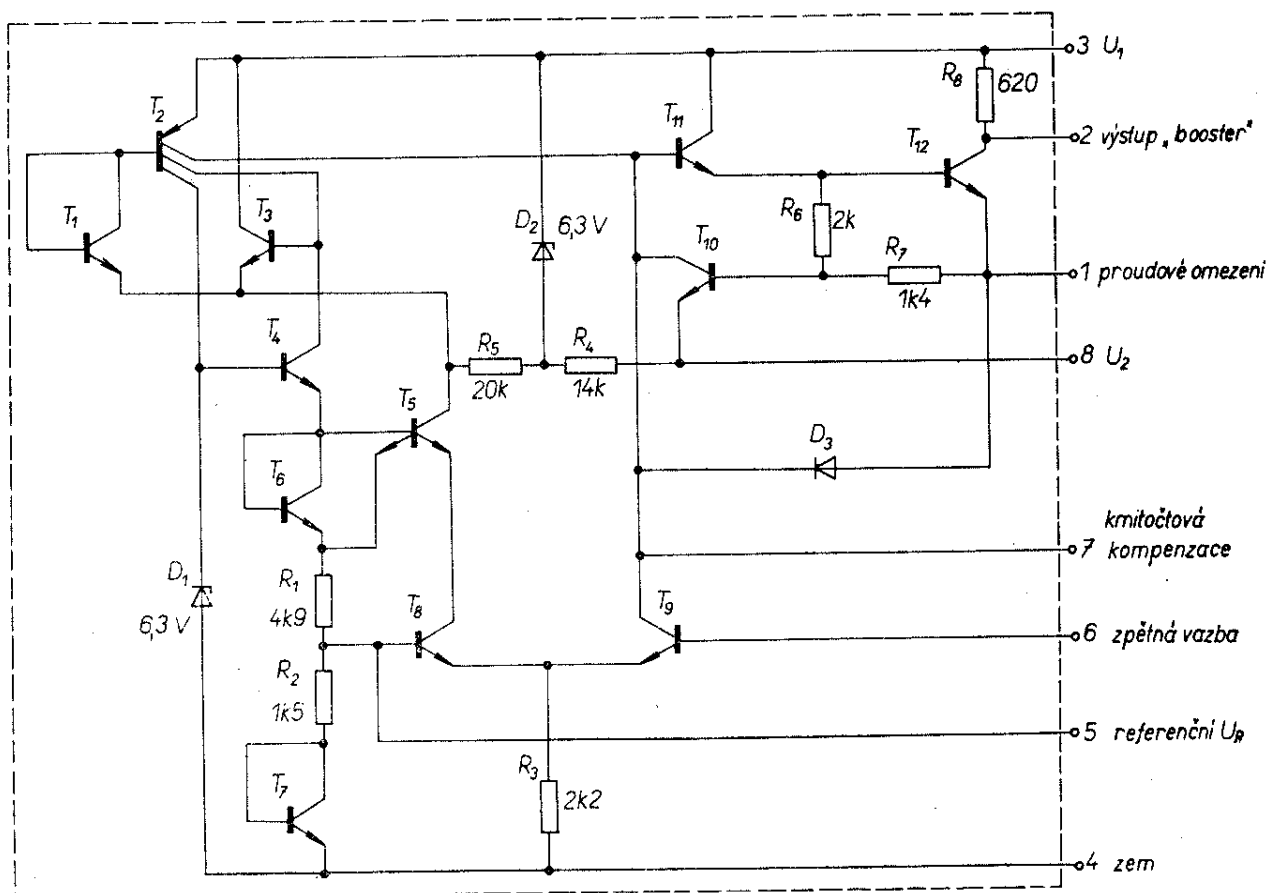 3 U₁
R₈
620
T₂
T₁₁
2 výstup „booster"
T₁₂
T₁
T₃
D₂
6,3 V
R₆
2k
T₁₀
R₇
1k4
1 proudové omezení
T₄
R₅
20k
R₄
14k
8 U₂
T₅
D₃
T₆
kmitočtová
7 kompenzace
D₁
6,3 V
R₁
4k9
T₈
T₉
6 zpětná vazba
R₂
1k5
5 referenční U_R
R₃
2k2
T₇
4 zem